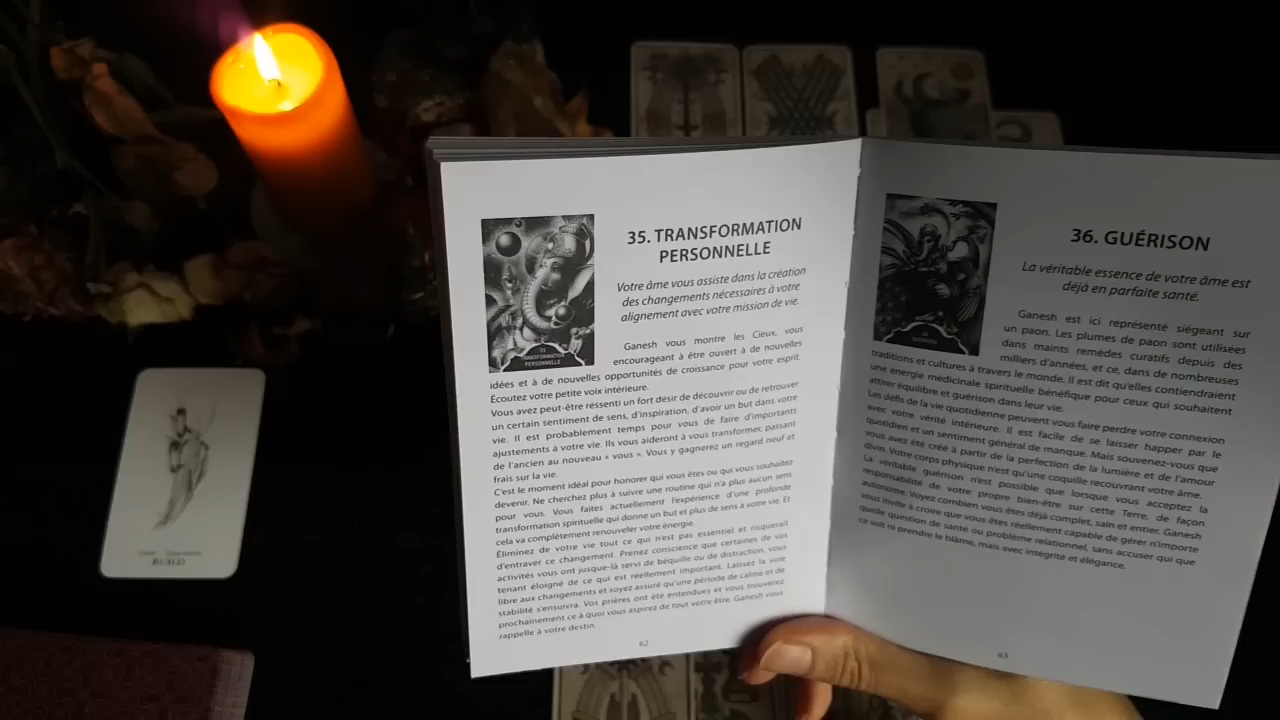 35. TRANSFORMATION
PERSONNELLE
Votre âme vous assiste dans la création
des changements nécessaires à votre
alignement avec votre mission de vie.
35
TRANSFORMATION
PERSONNELLE
Ganesh vous montre les Cieux, vous
encourageant à être ouvert à de nouvelles
idées et à de nouvelles opportunités de croissance pour votre esprit.
Écoutez votre petite voix intérieure.
Vous avez peut-être ressenti un fort désir de découvrir ou de retrouver
un certain sentiment de sens, d'inspiration, d'avoir un but dans votre
vie. Il est probablement temps pour vous de faire d'importants
ajustements à votre vie. Ils vous aideront à vous transformer, passant
de l'ancien au nouveau « vous ». Vous y gagnerez un regard neuf et
frais sur la vie.
C'est le moment idéal pour honorer qui vous êtes ou qui vous souhaitez
devenir. Ne cherchez plus à suivre une routine qui n'a plus aucun sens
pour vous. Vous faites actuellement l'expérience d'une profonde
transformation spirituelle qui donne un but et plus de sens à votre vie. Et
cela va complètement renouveler votre énergie.
Éliminez de votre vie tout ce qui n'est pas essentiel et risquerait
d'entraver ce changement. Prenez conscience que certaines de vos
activités vous ont jusque-là servi de béquille ou de distraction, vous
tenant éloigné de ce qui est réellement important. Laissez la voie
libre aux changements et soyez assuré qu'une période de calme et de
stabilité s'ensuivra. Vos prières ont été entendues et vous trouverez
prochainement ce à quoi vous aspirez de tout votre être. Ganesh vous
rappelle à votre destin.
62
36. GUÉRISON
La véritable essence de votre âme est
déjà en parfaite santé.
36
GUÉRISON
Ganesh est ici représenté siégeant sur
un paon. Les plumes de paon sont utilisées
dans maints remèdes curatifs depuis des
milliers d'années, et ce, dans de nombreuses
traditions et cultures à travers le monde. Il est dit qu'elles contiendraient
une énergie médicinale spirituelle bénéfique pour ceux qui souhaitent
attirer équilibre et guérison dans leur vie.
Les défis de la vie quotidienne peuvent vous faire perdre votre connexion
avec votre vérité intérieure. Il est facile de se laisser happer par le
quotidien et un sentiment général de manque. Mais souvenez-vous que
vous avez été créé à partir de la perfection de la lumière et de l'amour
divin. Votre corps physique n'est qu'une coquille recouvrant votre âme.
La véritable guérison n'est possible que lorsque vous acceptez la
responsabilité de votre propre bien-être sur cette Terre, de façon
autonome. Voyez combien vous êtes déjà complet, sain et entier. Ganesh
vous invite à croire que vous êtes réellement capable de gérer n'importe
quelle question de santé ou problème relationnel, sans accuser qui que
ce soit ni prendre le blâme, mais avec intégrité et élégance.
63
BUILD